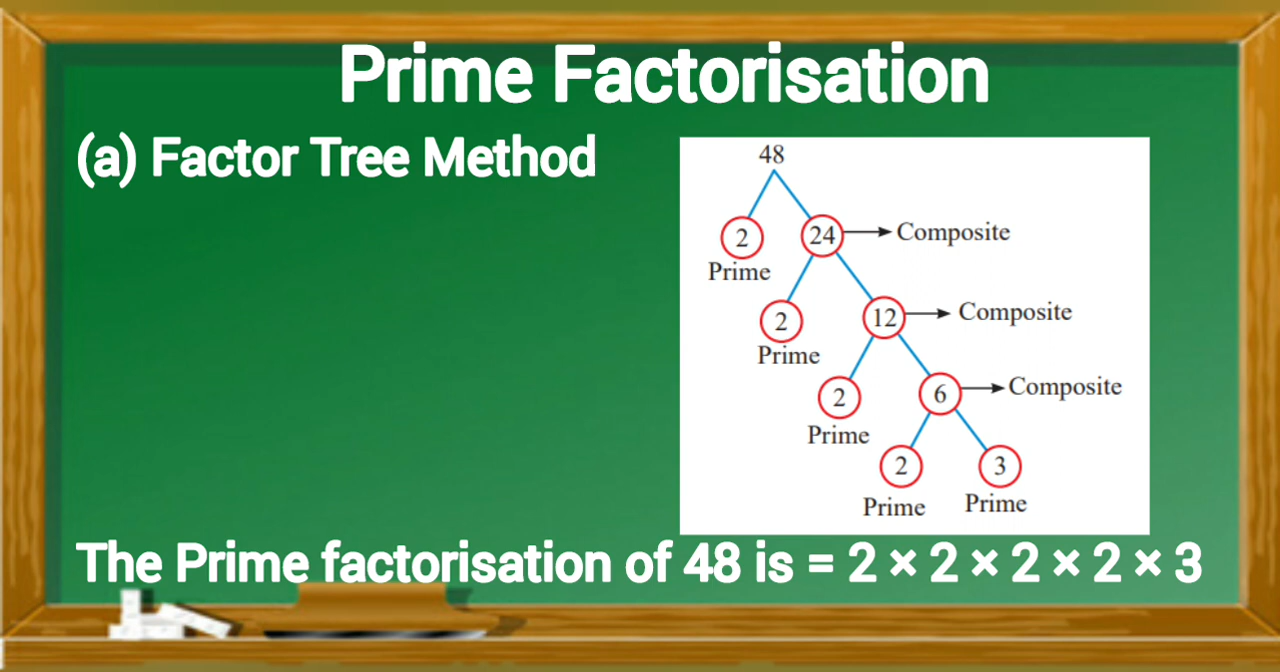 Prime Factorisation
(a) Factor Tree Method
48
2 24 Composite
Prime
2 12 Composite
Prime
2 6 Composite
Prime
2 3
Prime Prime
The Prime factorisation of 48 is = 2 × 2 × 2 × 2 × 3